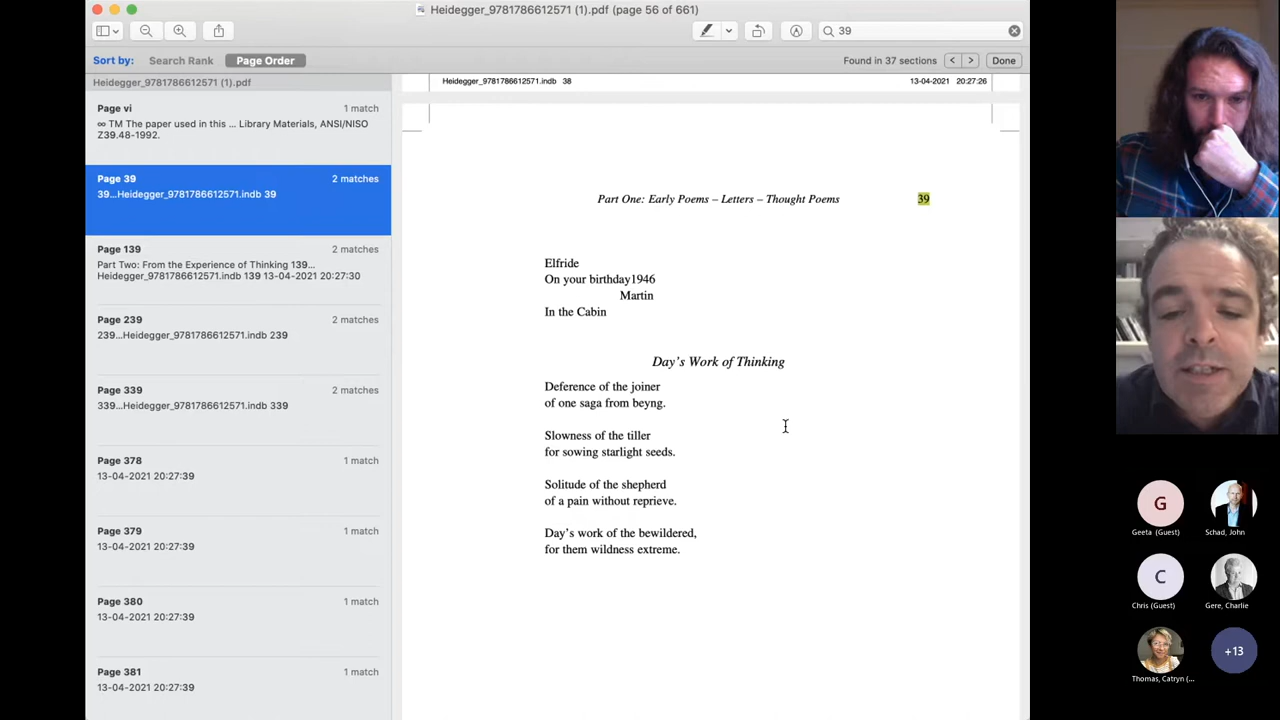 Heidegger_9781786612571 (1).pdf (page 56 of 661)
39
Sort by:
Search Rank
Page Order
Found in 37 sections
Done
Heidegger_9781786612571 (1).pdf
Page vi
1 match
∞ TM The paper used in this ... Library Materials, ANSI/NISO
Z39.48-1992.
Page 39
2 matches
39...Heidegger_9781786612571.indb 39
Page 139
2 matches
Part Two: From the Experience of Thinking 139...
Heidegger_9781786612571.indb 139 13-04-2021 20:27:30
Page 239
2 matches
239...Heidegger_9781786612571.indb 239
Page 339
2 matches
339...Heidegger_9781786612571.indb 339
Page 378
1 match
13-04-2021 20:27:39
Page 379
1 match
13-04-2021 20:27:39
Page 380
1 match
13-04-2021 20:27:39
Page 381
1 match
13-04-2021 20:27:39
Heidegger_9781786612571.indb 38
13-04-2021 20:27:26
Part One: Early Poems – Letters – Thought Poems
39
Elfride
On your birthday1946
Martin
In the Cabin
Day's Work of Thinking
Deference of the joiner
of one saga from beyng.
Slowness of the tiller
for sowing starlight seeds.
Solitude of the shepherd
of a pain without reprieve.
Day's work of the bewildered,
for them wildness extreme.
G
Geeta (Guest)
Schad, John
C
Chris (Guest)
Gere, Charlie
Thomas, Catryn (...
+13